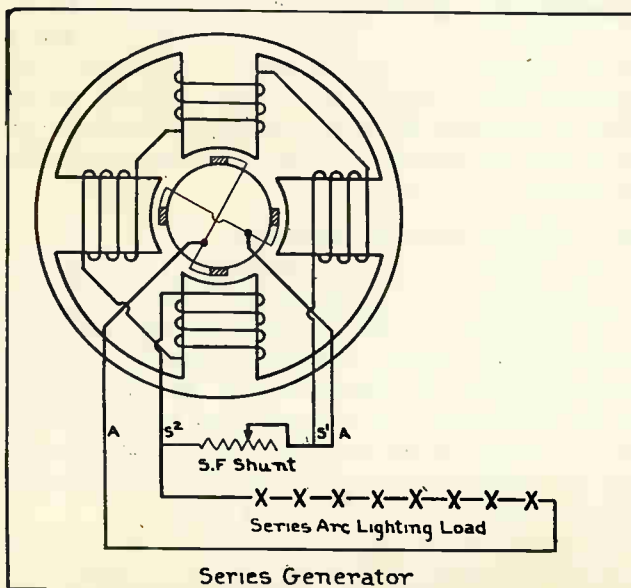 A S² S¹ A
S.F Shunt
X X X X X X X X
Series Arc Lighting Load
Series Generator